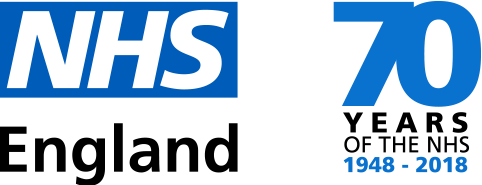 NHS
England
70
YEARS
OF THE NHS
1948 - 2018